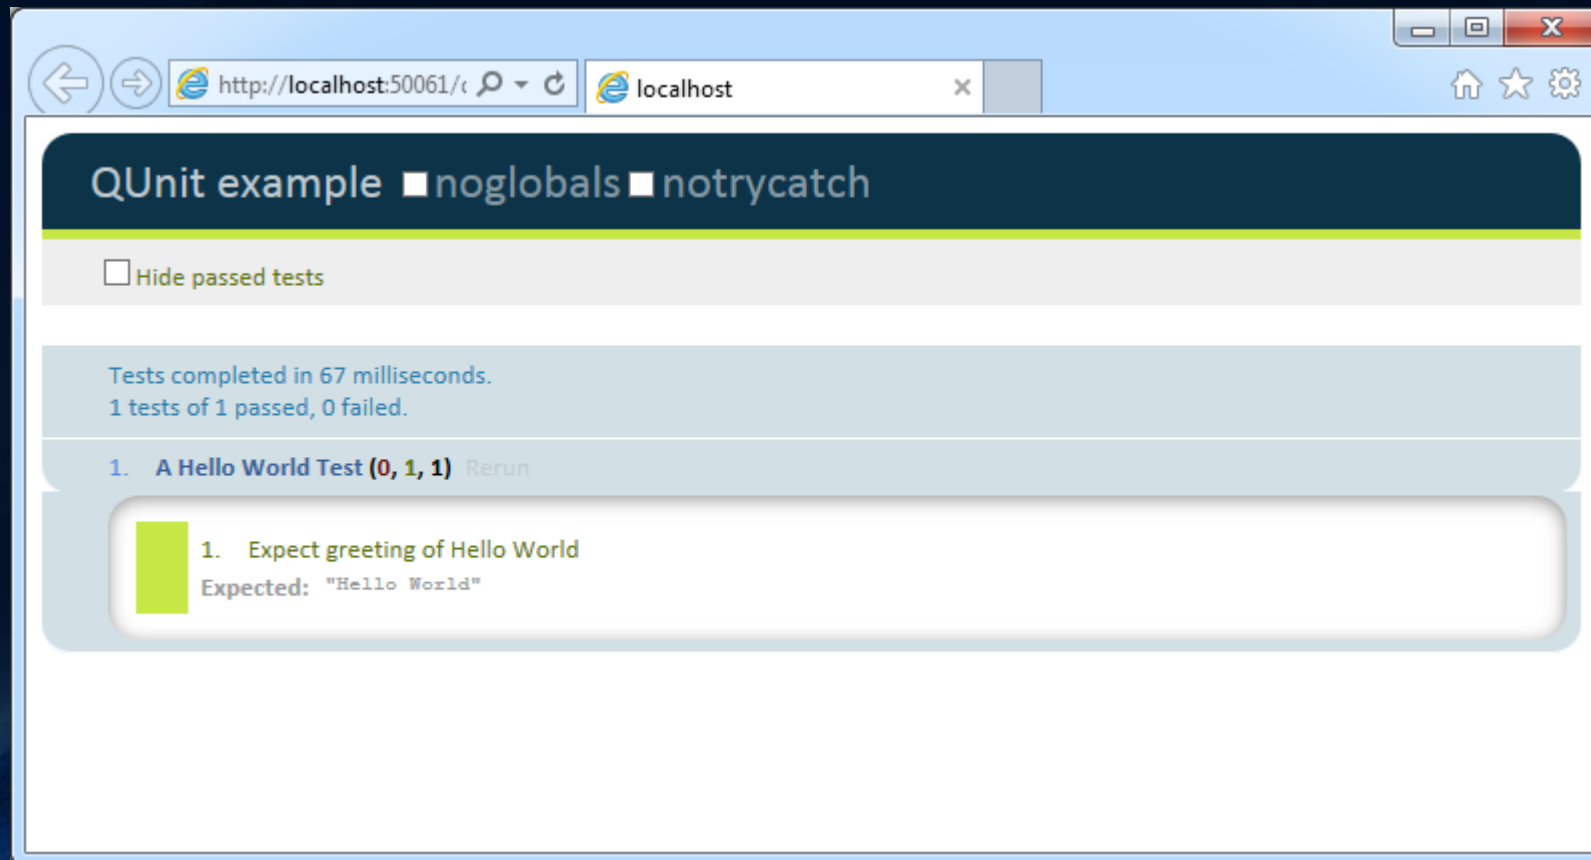 http://localhost:50061/
localhost
QUnit example noglobals notrycatch
Hide passed tests
Tests completed in 67 milliseconds.
1 tests of 1 passed, 0 failed.
1. A Hello World Test (0, 1, 1) Rerun
1. Expect greeting of Hello World
Expected: "Hello World"